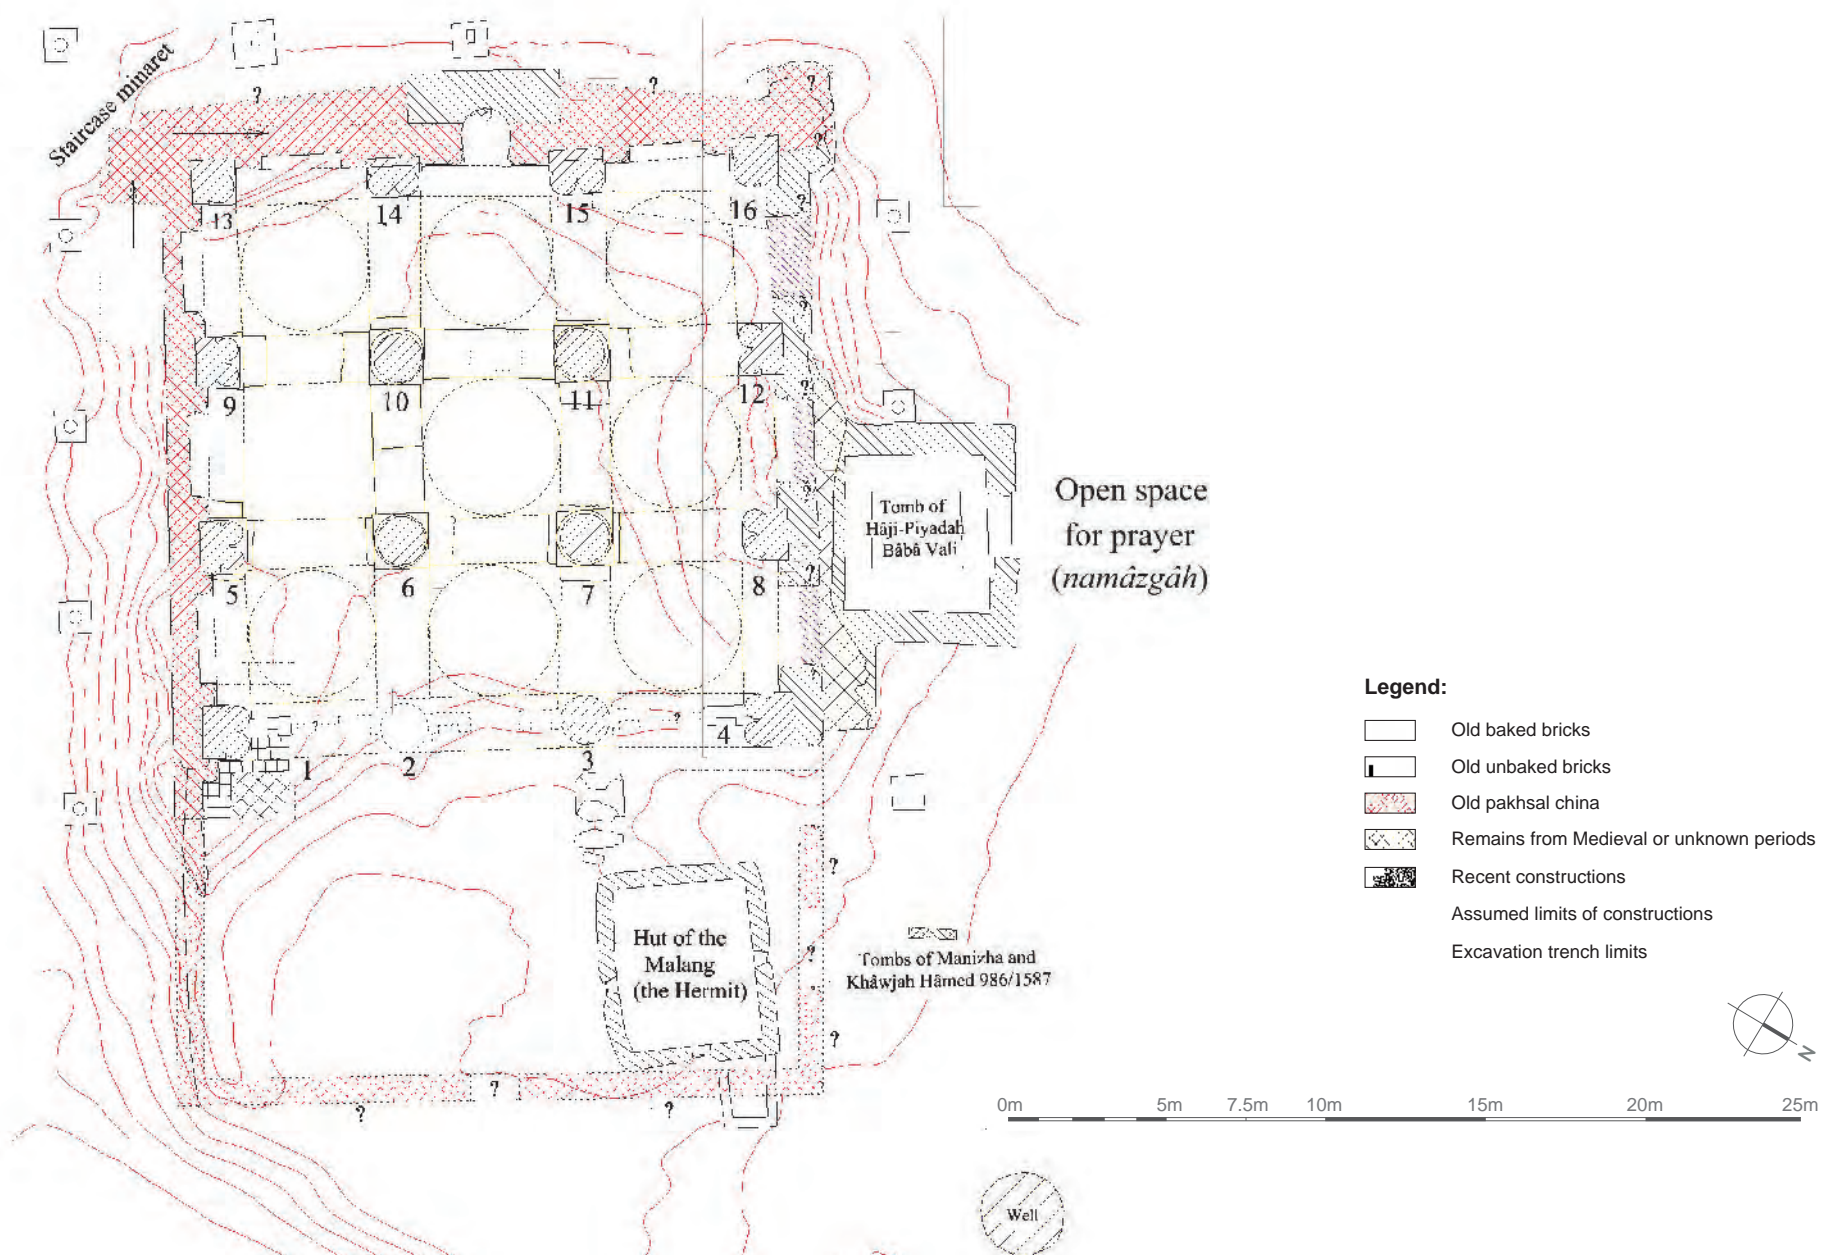 Staircase minaret
?
?
?
?
13
14
15
16
?
?
9
10
11
12
?
Tomb of
Hâji-Piyadah
Bâbâ Vali
Open space
for prayer
(namâzgâh)
5
6
7
8
?
?
?
4
1
2
3
Legend:
Old baked bricks
Old unbaked bricks
Old pakhsal china
Remains from Medieval or unknown periods
Recent constructions
Assumed limits of constructions
Excavation trench limits
?
Hut of the
Malang
(the Hermit)
?
Tombs of Manizha and
Khâwjah Hâmed 986/1587
?
?
?
?
N
0m 5m 7.5m 10m 15m 20m 25m
Well